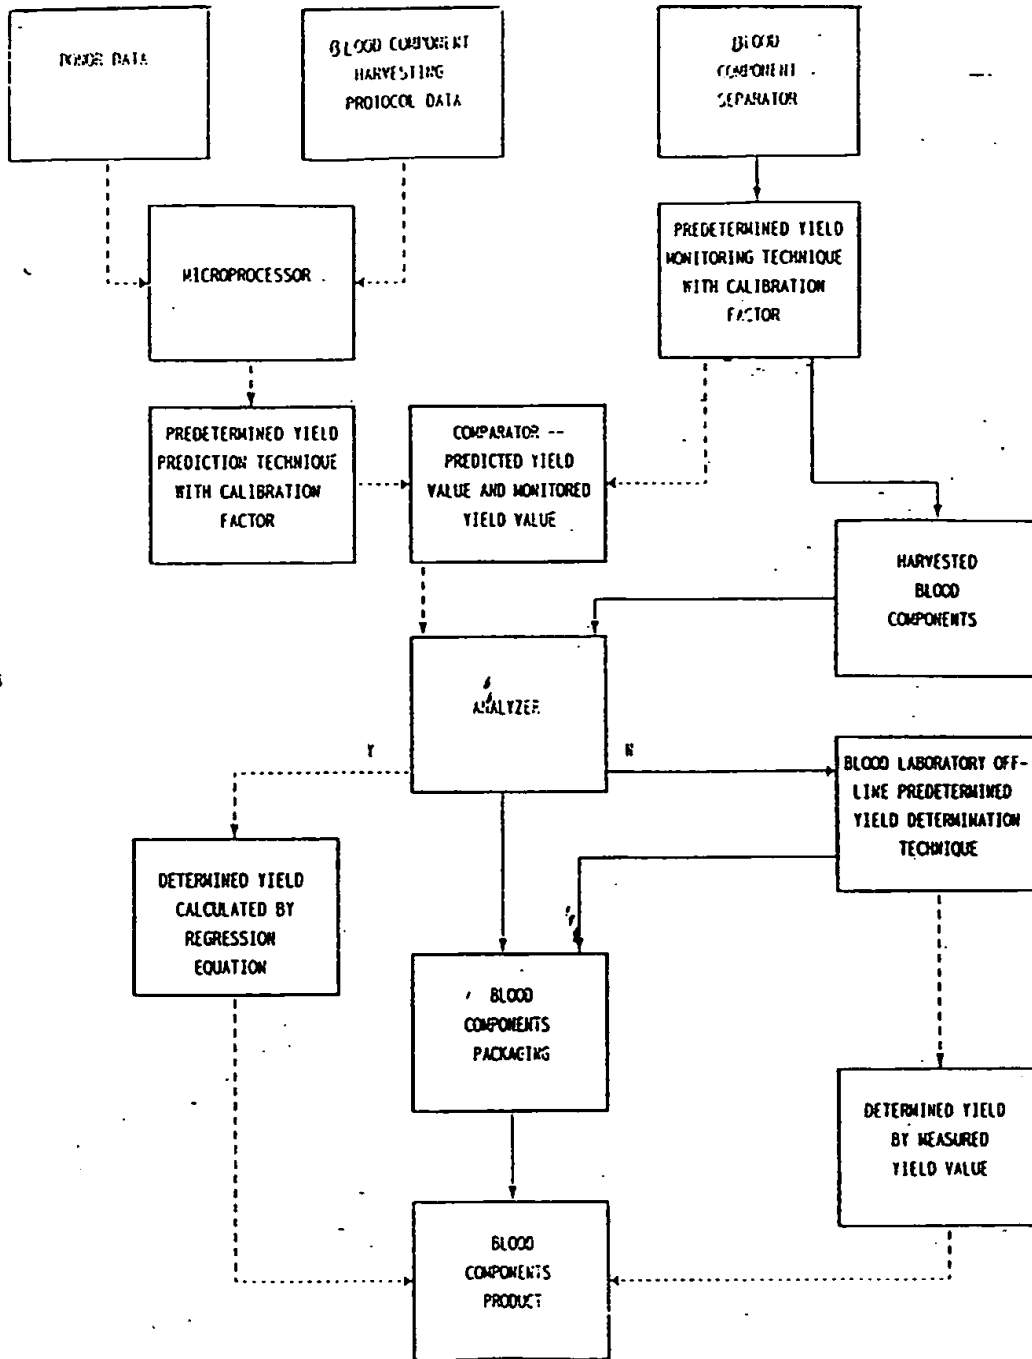 DONOR DATA
BLOOD COMPONENT
HARVESTING
PROTOCOL DATA
BLOOD
COMPONENT
SEPARATOR
MICROPROCESSOR
PREDETERMINED YIELD
MONITORING TECHNIQUE
WITH CALIBRATION
FACTOR
PREDETERMINED YIELD
PREDICTION TECHNIQUE
WITH CALIBRATION
FACTOR
COMPARATOR --
PREDICTED YIELD
VALUE AND MONITORED
YIELD VALUE
HARVESTED
BLOOD
COMPONENTS
ANALYZER
Y
N
BLOOD LABORATORY OFF-
LINE PREDETERMINED
YIELD DETERMINATION
TECHNIQUE
DETERMINED YIELD
CALCULATED BY
REGRESSION
EQUATION
BLOOD
COMPONENTS
PACKAGING
DETERMINED YIELD
BY MEASURED
YIELD VALUE
BLOOD
COMPONENTS
PRODUCT